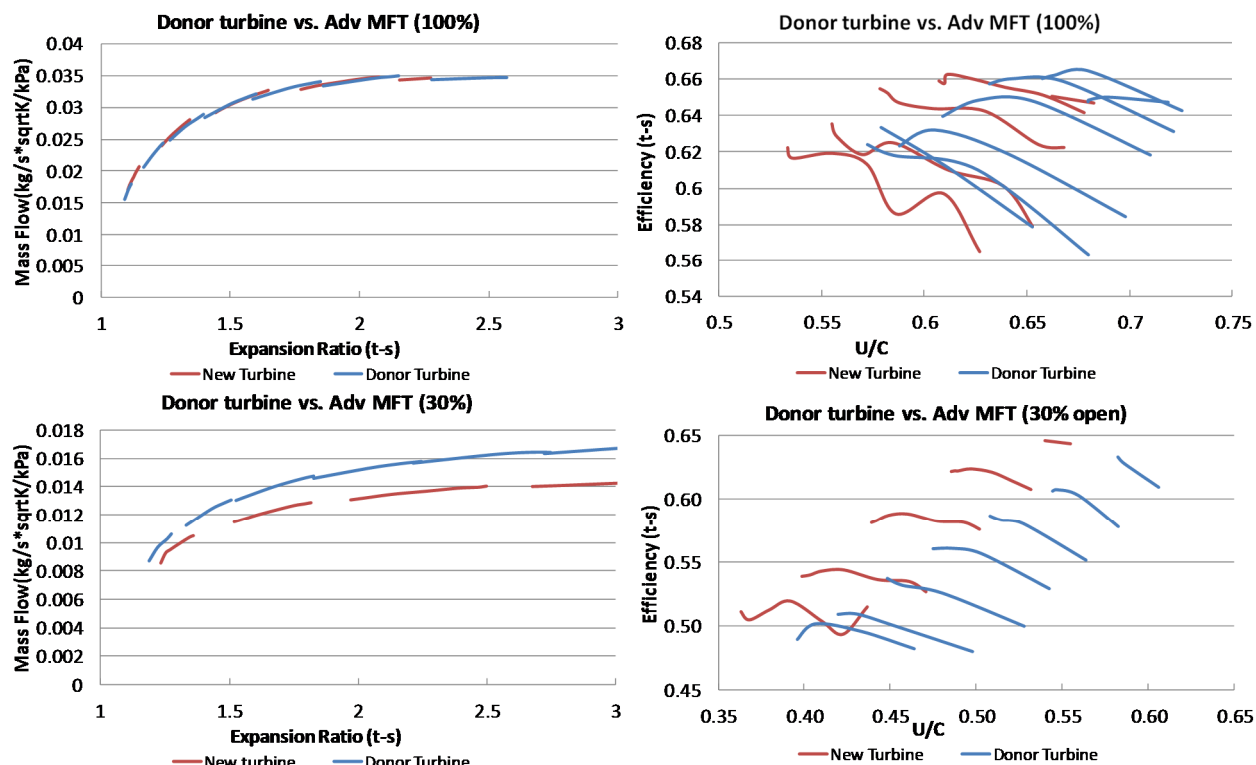 Donor turbine vs. Adv MFT (100%)
Mass Flow(kg/s*sqrtK/kPa)
0.04
0.035
0.03
0.025
0.02
0.015
0.01
0.005
0
1
1.5
2
2.5
3
Expansion Ratio (t-s)
New Turbine
Donor Turbine
Donor turbine vs. Adv MFT (100%)
Efficiency (t-s)
0.68
0.66
0.64
0.62
0.6
0.58
0.56
0.54
0.5
0.55
0.6
0.65
0.7
0.75
U/C
New Turbine
Donor Turbine
Donor turbine vs. Adv MFT (30%)
Mass Flow(kg/s*sqrtK/kPa)
0.018
0.016
0.014
0.012
0.01
0.008
0.006
0.004
0.002
0
1
1.5
2
2.5
3
Expansion Ratio (t-s)
New turbine
Donor Turbine
Donor turbine vs. Adv MFT (30% open)
Efficiency (t-s)
0.65
0.60
0.55
0.50
0.45
0.35
0.40
0.45
0.50
0.55
0.60
0.65
U/C
New Turbine
Donor Turbine